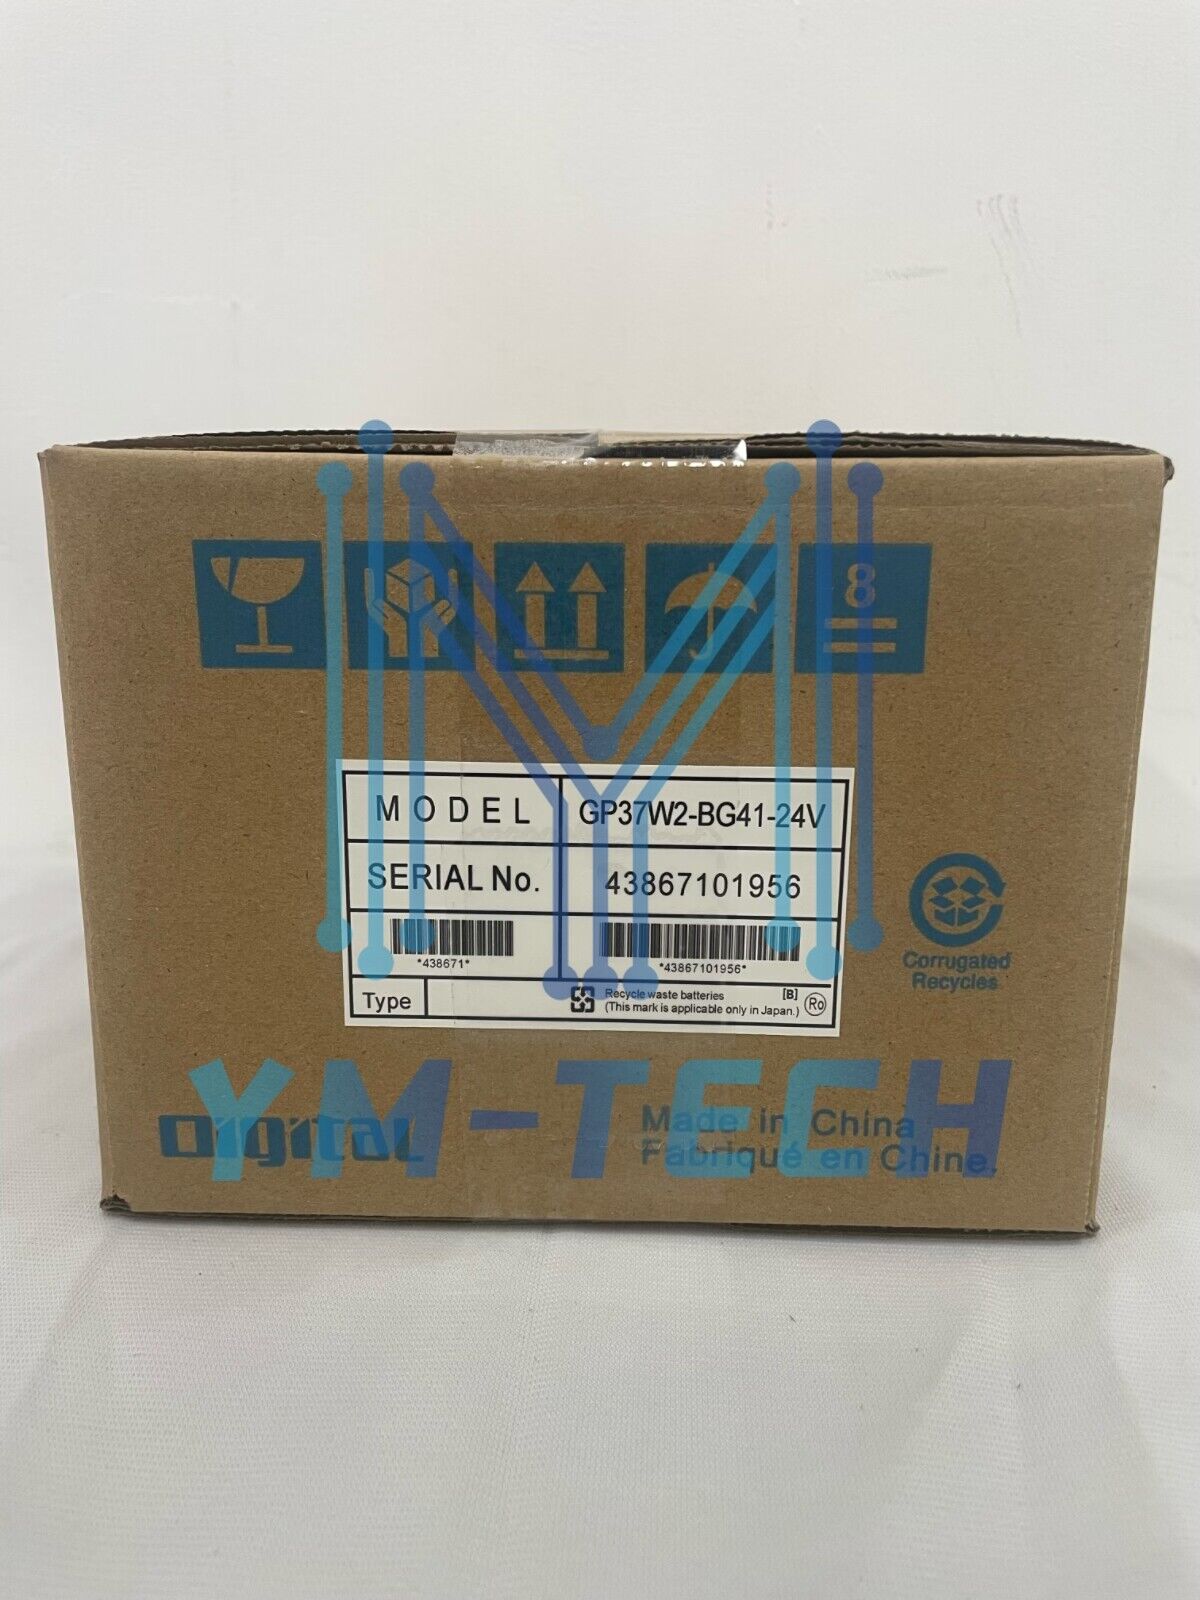 8
MODEL GP37W2-BG41-24V
SERIAL No. 43867101956
*438671* *43867101956*
Type Recycle waste batteries [B]
(This mark is applicable only in Japan.) Ro
Corrugated
Recycles
YM-TECH
Digital
Made in China
Fabriqué en Chine.